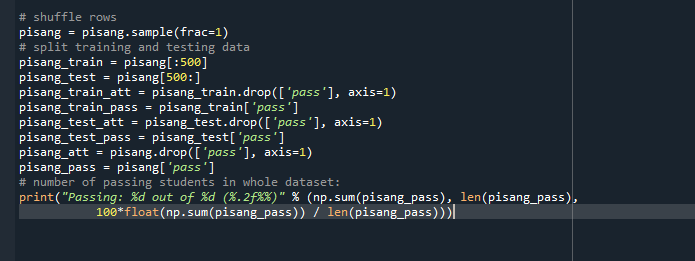 # shuffle rows
pisang = pisang.sample(frac=1)
# split training and testing data
pisang_train = pisang[:500]
pisang_test = pisang[500:]
pisang_train_att = pisang_train.drop(['pass'], axis=1)
pisang_train_pass = pisang_train['pass']
pisang_test_att = pisang_test.drop(['pass'], axis=1)
pisang_test_pass = pisang_test['pass']
pisang_att = pisang.drop(['pass'], axis=1)
pisang_pass = pisang['pass']
# number of passing students in whole dataset:
print("Passing: %d out of %d (%.2f%%)" % (np.sum(pisang_pass), len(pisang_pass),
100*float(np.sum(pisang_pass)) / len(pisang_pass)))